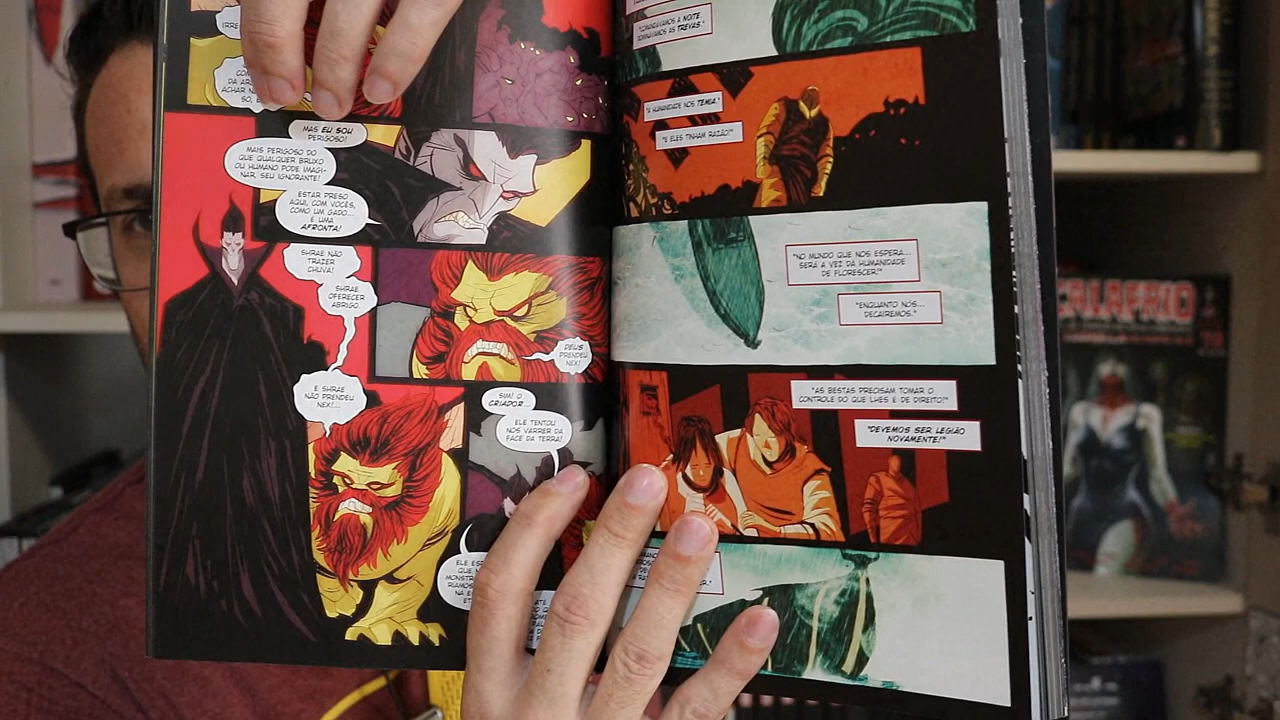 MAS EU SOU
PERIGOSO!
MAIS PERIGOSO DO
QUE QUALQUER BRUXO
OU HUMANO PODE IMAGI-
NAR, SEU IGNORANTE!
ESTAR PRESO
AQUI, COM VOCÊS,
COMO UM GADO...
É UMA
AFRONTA!
SHRAE NÃO
TRAZER
CHUVA!
SHRAE
OFERECER
ABRIGO.
DEUS
PRENDEU
NEX!
E SHRAE
NÃO PRENDEU
NEX!...
SIM! O
CRIADOR...
ELE TENTOU
NOS VARRER DA
FACE DA TERRA!
"COMANDÁVAMOS A NOITE,
DOMINÁVAMOS AS TREVAS."
"A HUMANIDADE NOS TEMIA."
"E ELES TINHAM RAZÃO!"
"NO MUNDO QUE NOS ESPERA...
SERÁ A VEZ DA HUMANIDADE
DE FLORESCER!"
"ENQUANTO NÓS...
DECAIREMOS."
"AS BESTAS PRECISAM TOMAR O
CONTROLE DO QUE LHES É DE DIREITO!"
"DEVEMOS SER LEGIÃO
NOVAMENTE!"
CALAFRIO